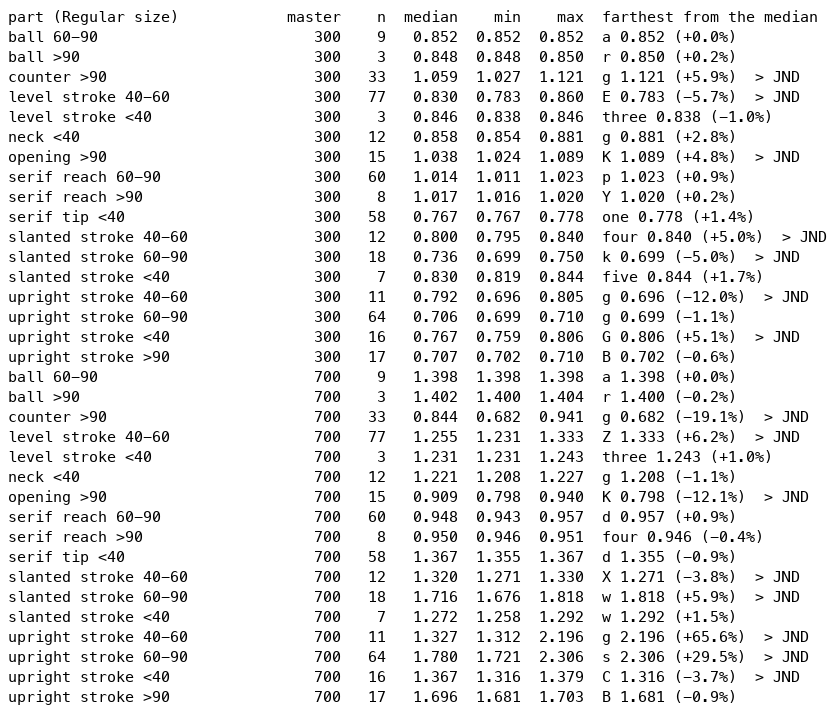 part (Regular size)            master    n  median    min    max  farthest from the median
ball 60–90                        300    9   0.852  0.852  0.852  a 0.852 (+0.0%)
ball >90                          300    3   0.848  0.848  0.850  r 0.850 (+0.2%)
counter >90                       300   33   1.059  1.027  1.121  g 1.121 (+5.9%)  > JND
level stroke 40–60                300   77   0.830  0.783  0.860  E 0.783 (−5.7%)  > JND
level stroke <40                  300    3   0.846  0.838  0.846  three 0.838 (−1.0%)
neck <40                          300   12   0.858  0.854  0.881  g 0.881 (+2.8%)
opening >90                       300   15   1.038  1.024  1.089  K 1.089 (+4.8%)  > JND
serif reach 60–90                 300   60   1.014  1.011  1.023  p 1.023 (+0.9%)
serif reach >90                   300    8   1.017  1.016  1.020  Y 1.020 (+0.2%)
serif tip <40                     300   58   0.767  0.767  0.778  one 0.778 (+1.4%)
slanted stroke 40–60              300   12   0.800  0.795  0.840  four 0.840 (+5.0%)  > JND
slanted stroke 60–90              300   18   0.736  0.699  0.750  k 0.699 (−5.0%)  > JND
slanted stroke <40                300    7   0.830  0.819  0.844  five 0.844 (+1.7%)
upright stroke 40–60              300   11   0.792  0.696  0.805  g 0.696 (−12.0%)  > JND
upright stroke 60–90              300   64   0.706  0.699  0.710  g 0.699 (−1.1%)
upright stroke <40                300   16   0.767  0.759  0.806  G 0.806 (+5.1%)  > JND
upright stroke >90                300   17   0.707  0.702  0.710  B 0.702 (−0.6%)
ball 60–90                        700    9   1.398  1.398  1.398  a 1.398 (+0.0%)
ball >90                          700    3   1.402  1.400  1.404  r 1.400 (−0.2%)
counter >90                       700   33   0.844  0.682  0.941  g 0.682 (−19.1%)  > JND
level stroke 40–60                700   77   1.255  1.231  1.333  Z 1.333 (+6.2%)  > JND
level stroke <40                  700    3   1.231  1.231  1.243  three 1.243 (+1.0%)
neck <40                          700   12   1.221  1.208  1.227  g 1.208 (−1.1%)
opening >90                       700   15   0.909  0.798  0.940  K 0.798 (−12.1%)  > JND
serif reach 60–90                 700   60   0.948  0.943  0.957  d 0.957 (+0.9%)
serif reach >90                   700    8   0.950  0.946  0.951  four 0.946 (−0.4%)
serif tip <40                     700   58   1.367  1.355  1.367  d 1.355 (−0.9%)
slanted stroke 40–60              700   12   1.320  1.271  1.330  X 1.271 (−3.8%)  > JND
slanted stroke 60–90              700   18   1.716  1.676  1.818  w 1.818 (+5.9%)  > JND
slanted stroke <40                700    7   1.272  1.258  1.292  w 1.292 (+1.5%)
upright stroke 40–60              700   11   1.327  1.312  2.196  g 2.196 (+65.6%)  > JND
upright stroke 60–90              700   64   1.780  1.721  2.306  s 2.306 (+29.5%)  > JND
upright stroke <40                700   16   1.367  1.316  1.379  C 1.316 (−3.7%)  > JND
upright stroke >90                700   17   1.696  1.681  1.703  B 1.681 (−0.9%)